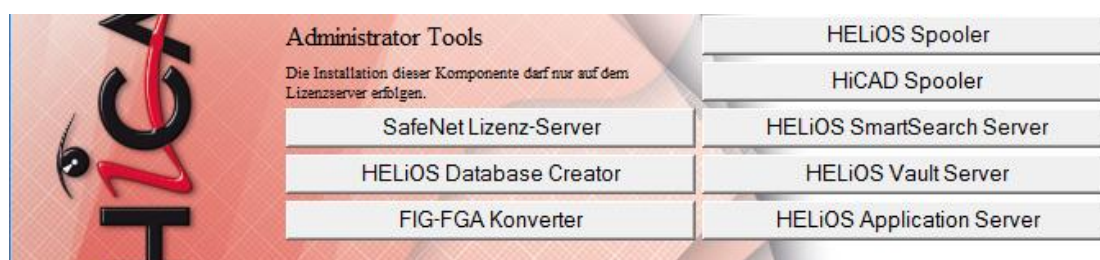 HiCA
Administrator Tools
Die Installation dieser Komponente darf nur auf dem
Lizenzserver erfolgen.
SafeNet Lizenz-Server
HELiOS Database Creator
FIG-FGA Konverter
HELiOS Spooler
HiCAD Spooler
HELiOS SmartSearch Server
HELiOS Vault Server
HELiOS Application Server